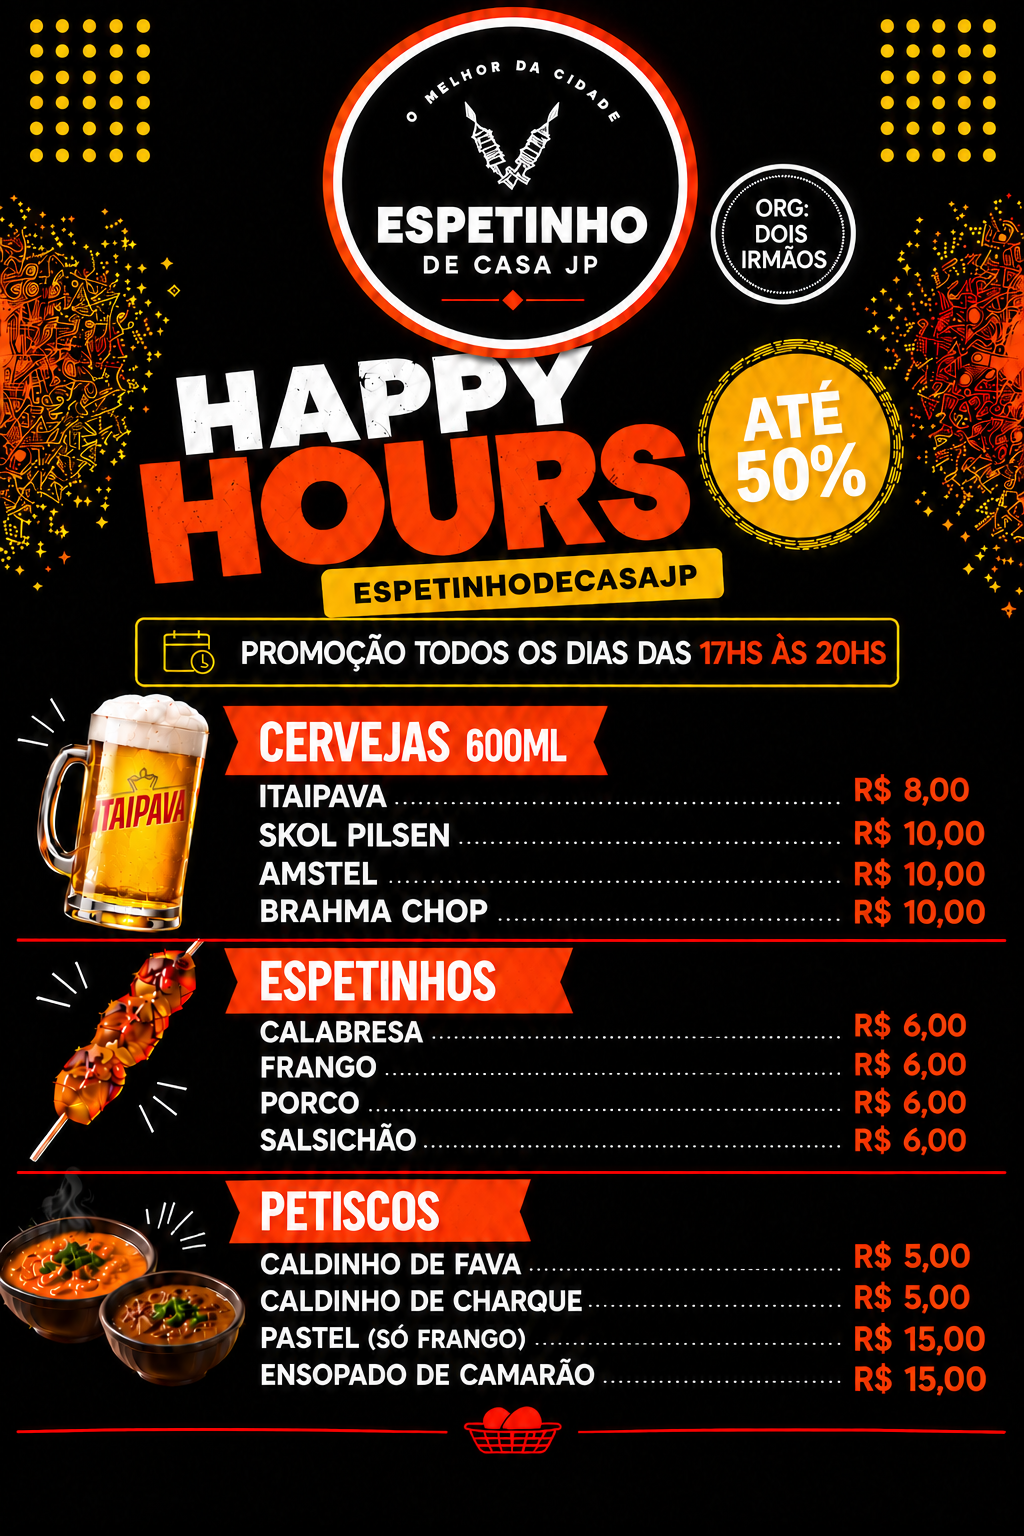 O MELHOR DA CIDADE
ESPETINHO
DE CASA JP
ORG:
DOIS
IRMÃOS
HAPPY
HOURS
ATÉ
50%
ESPETINHODECASAJP
PROMOÇÃO TODOS OS DIAS DAS 17HS ÀS 20HS
CERVEJAS 600ML
ITAIPAVA
ITAIPAVA R$ 8,00
SKOL PILSEN R$ 10,00
AMSTEL R$ 10,00
BRAHMA CHOP R$ 10,00
ESPETINHOS
CALABRESA R$ 6,00
FRANGO R$ 6,00
PORCO R$ 6,00
SALSICHÃO R$ 6,00
PETISCOS
CALDINHO DE FAVA R$ 5,00
CALDINHO DE CHARQUE R$ 5,00
PASTEL (SÓ FRANGO) R$ 15,00
ENSOPADO DE CAMARÃO R$ 15,00